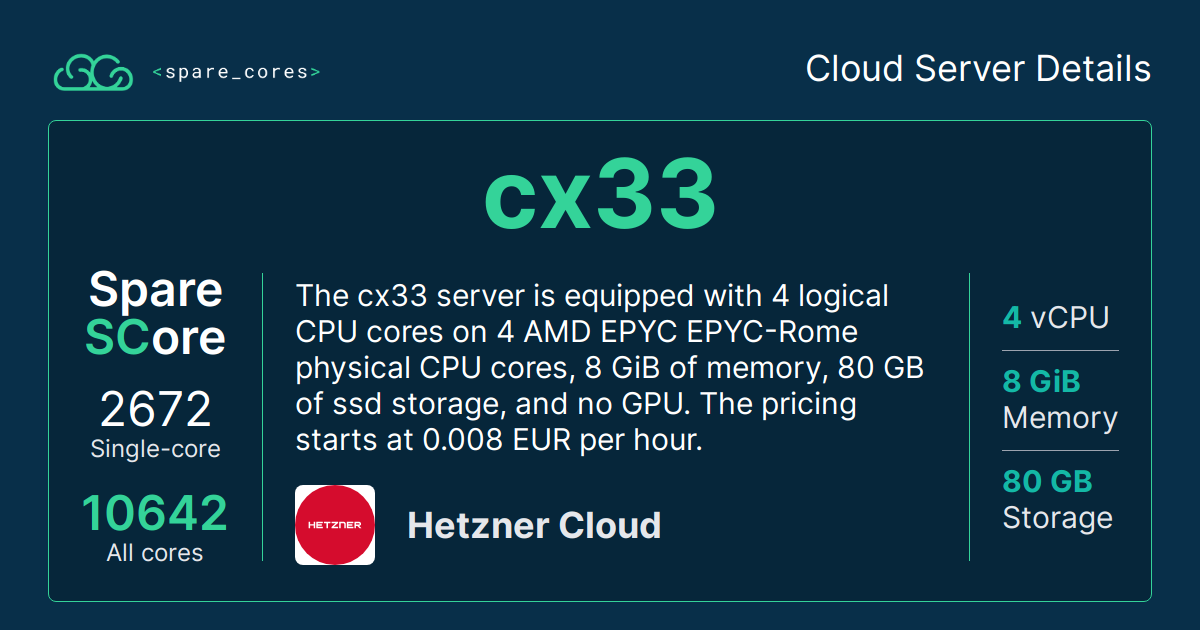 <spare_cores>
Cloud Server Details
cx33
Spare
SCore
2672
Single-core
10642
All cores
The cx33 server is equipped with 4 logical
CPU cores on 4 AMD EPYC EPYC-Rome
physical CPU cores, 8 GiB of memory, 80 GB
of ssd storage, and no GPU. The pricing
starts at 0.008 EUR per hour.
HETZNER
Hetzner Cloud
4 vCPU
8 GiB
Memory
80 GB
Storage